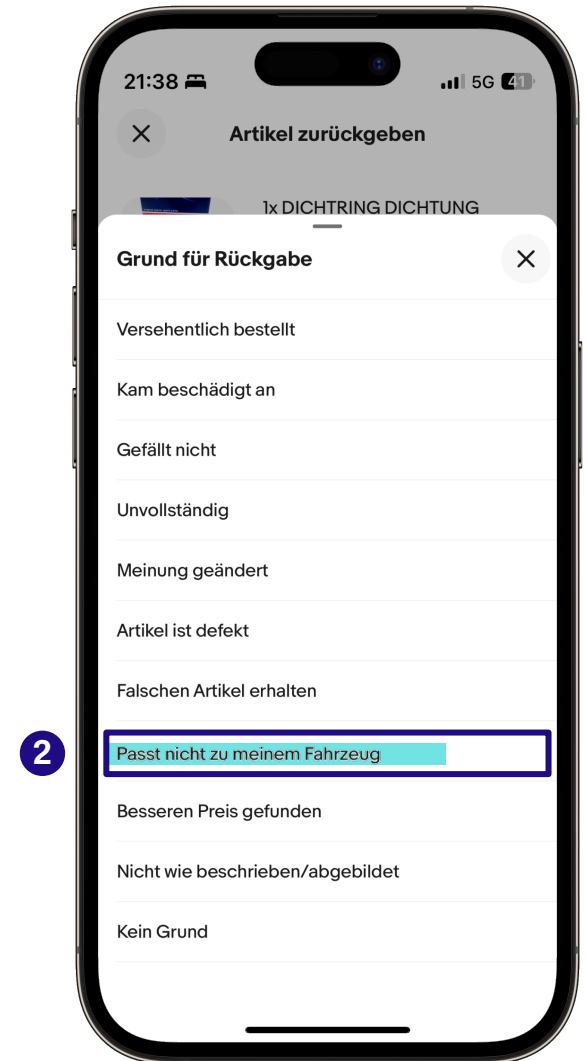 21:38
5G 41
Artikel zurückgeben
1x DICHTRING DICHTUNG
Grund für Rückgabe
Versehentlich bestellt
Kam beschädigt an
Gefällt nicht
Unvollständig
Meinung geändert
Artikel ist defekt
Falschen Artikel erhalten
2
Passt nicht zu meinem Fahrzeug
Besseren Preis gefunden
Nicht wie beschrieben/abgebildet
Kein Grund